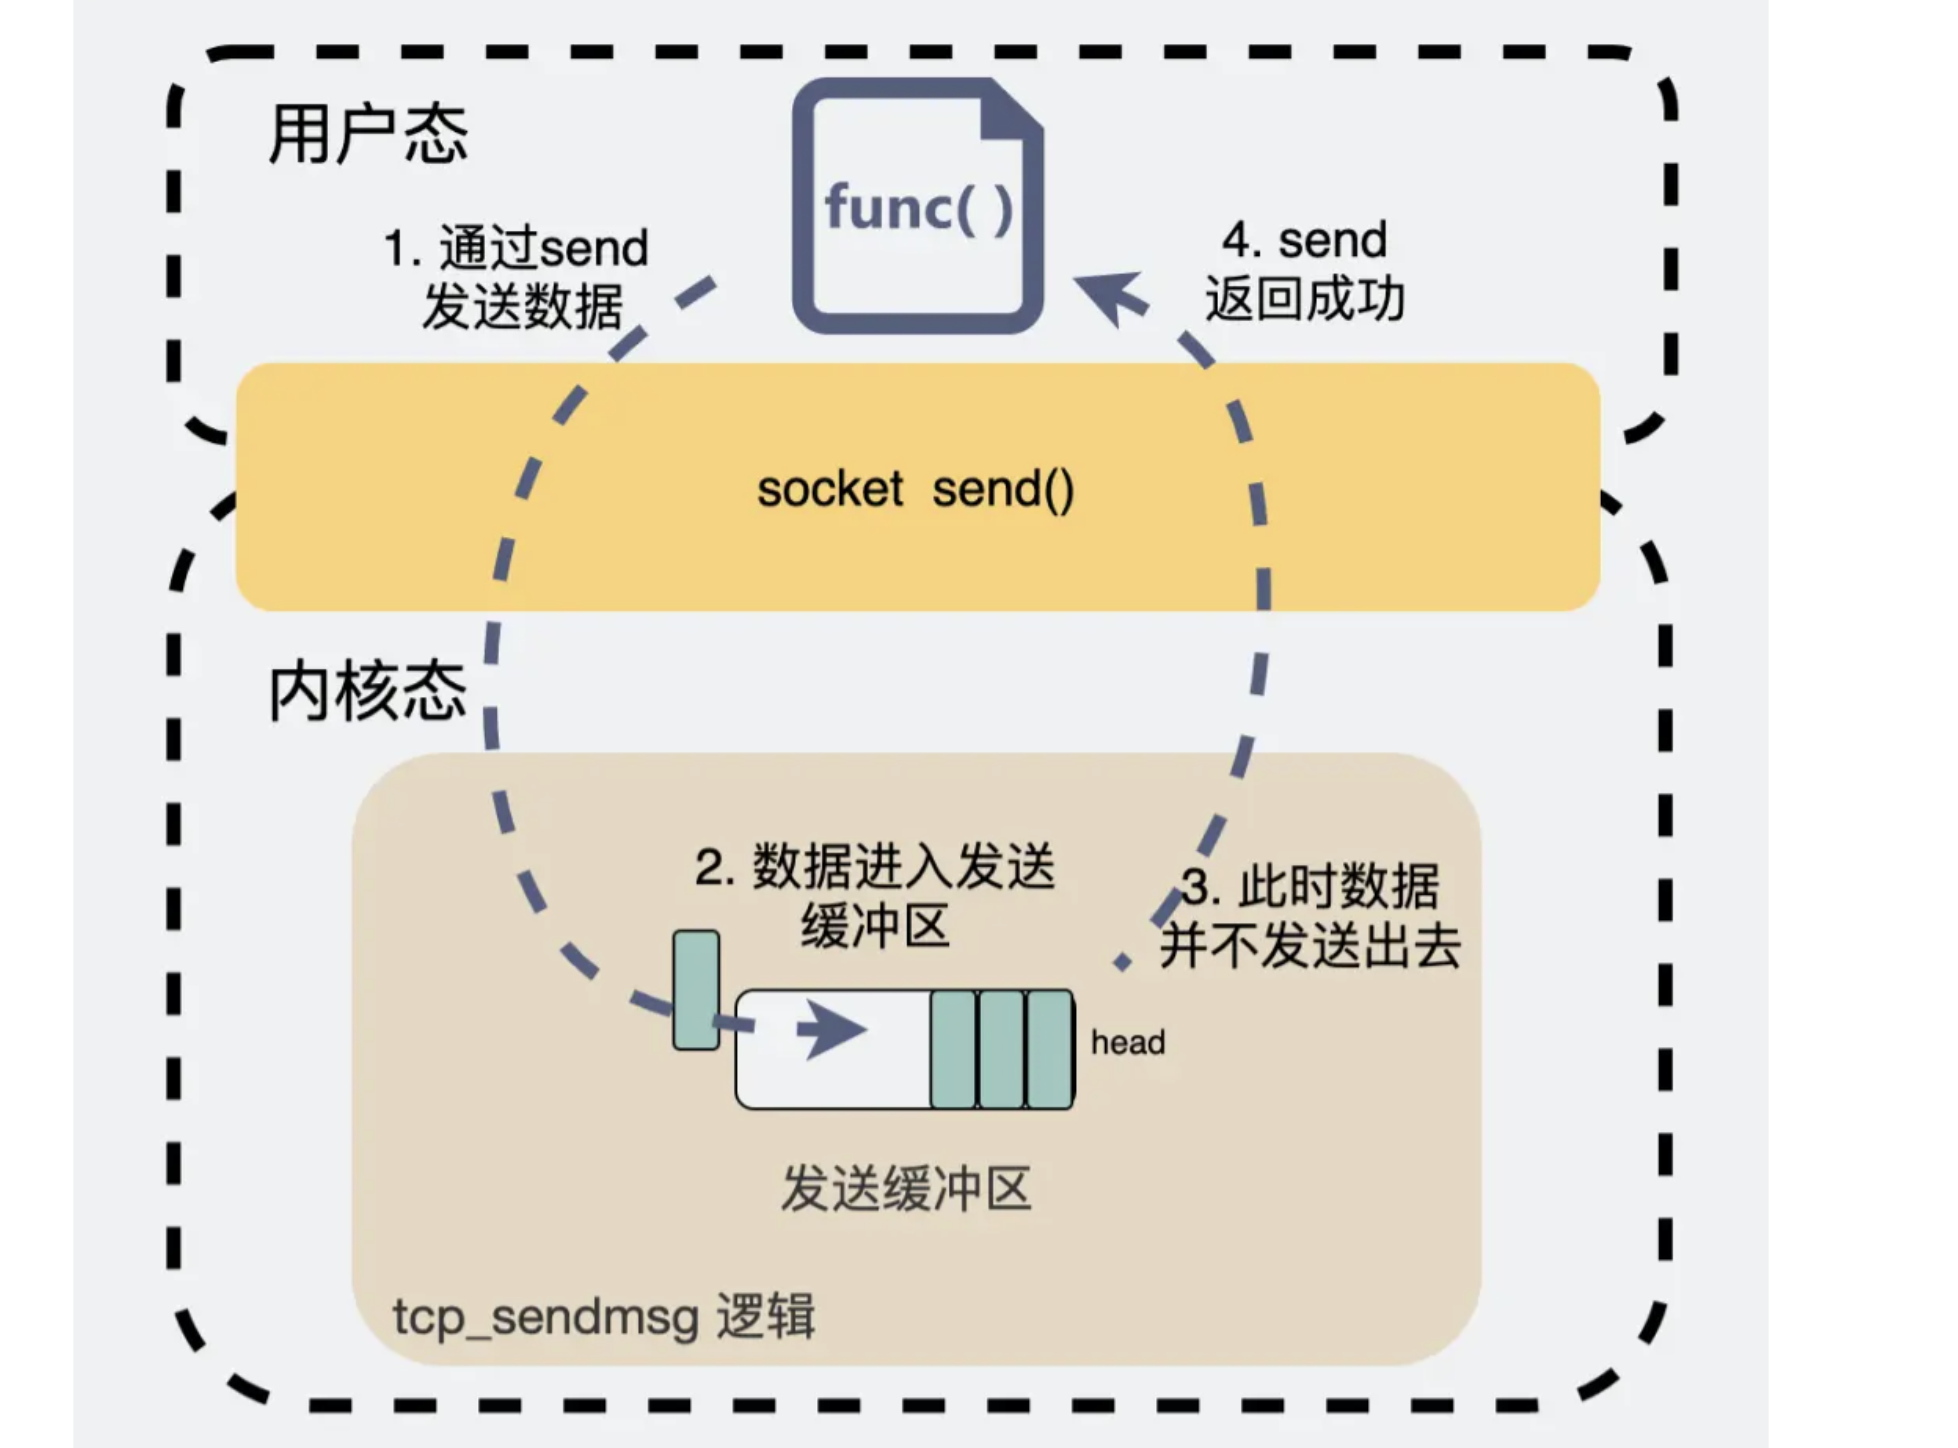 用户态
func( )
1. 通过send
发送数据
4. send
返回成功
socket  send()
内核态
2. 数据进入发送
缓冲区
3. 此时数据
并不发送出去
head
发送缓冲区
tcp_sendmsg 逻辑